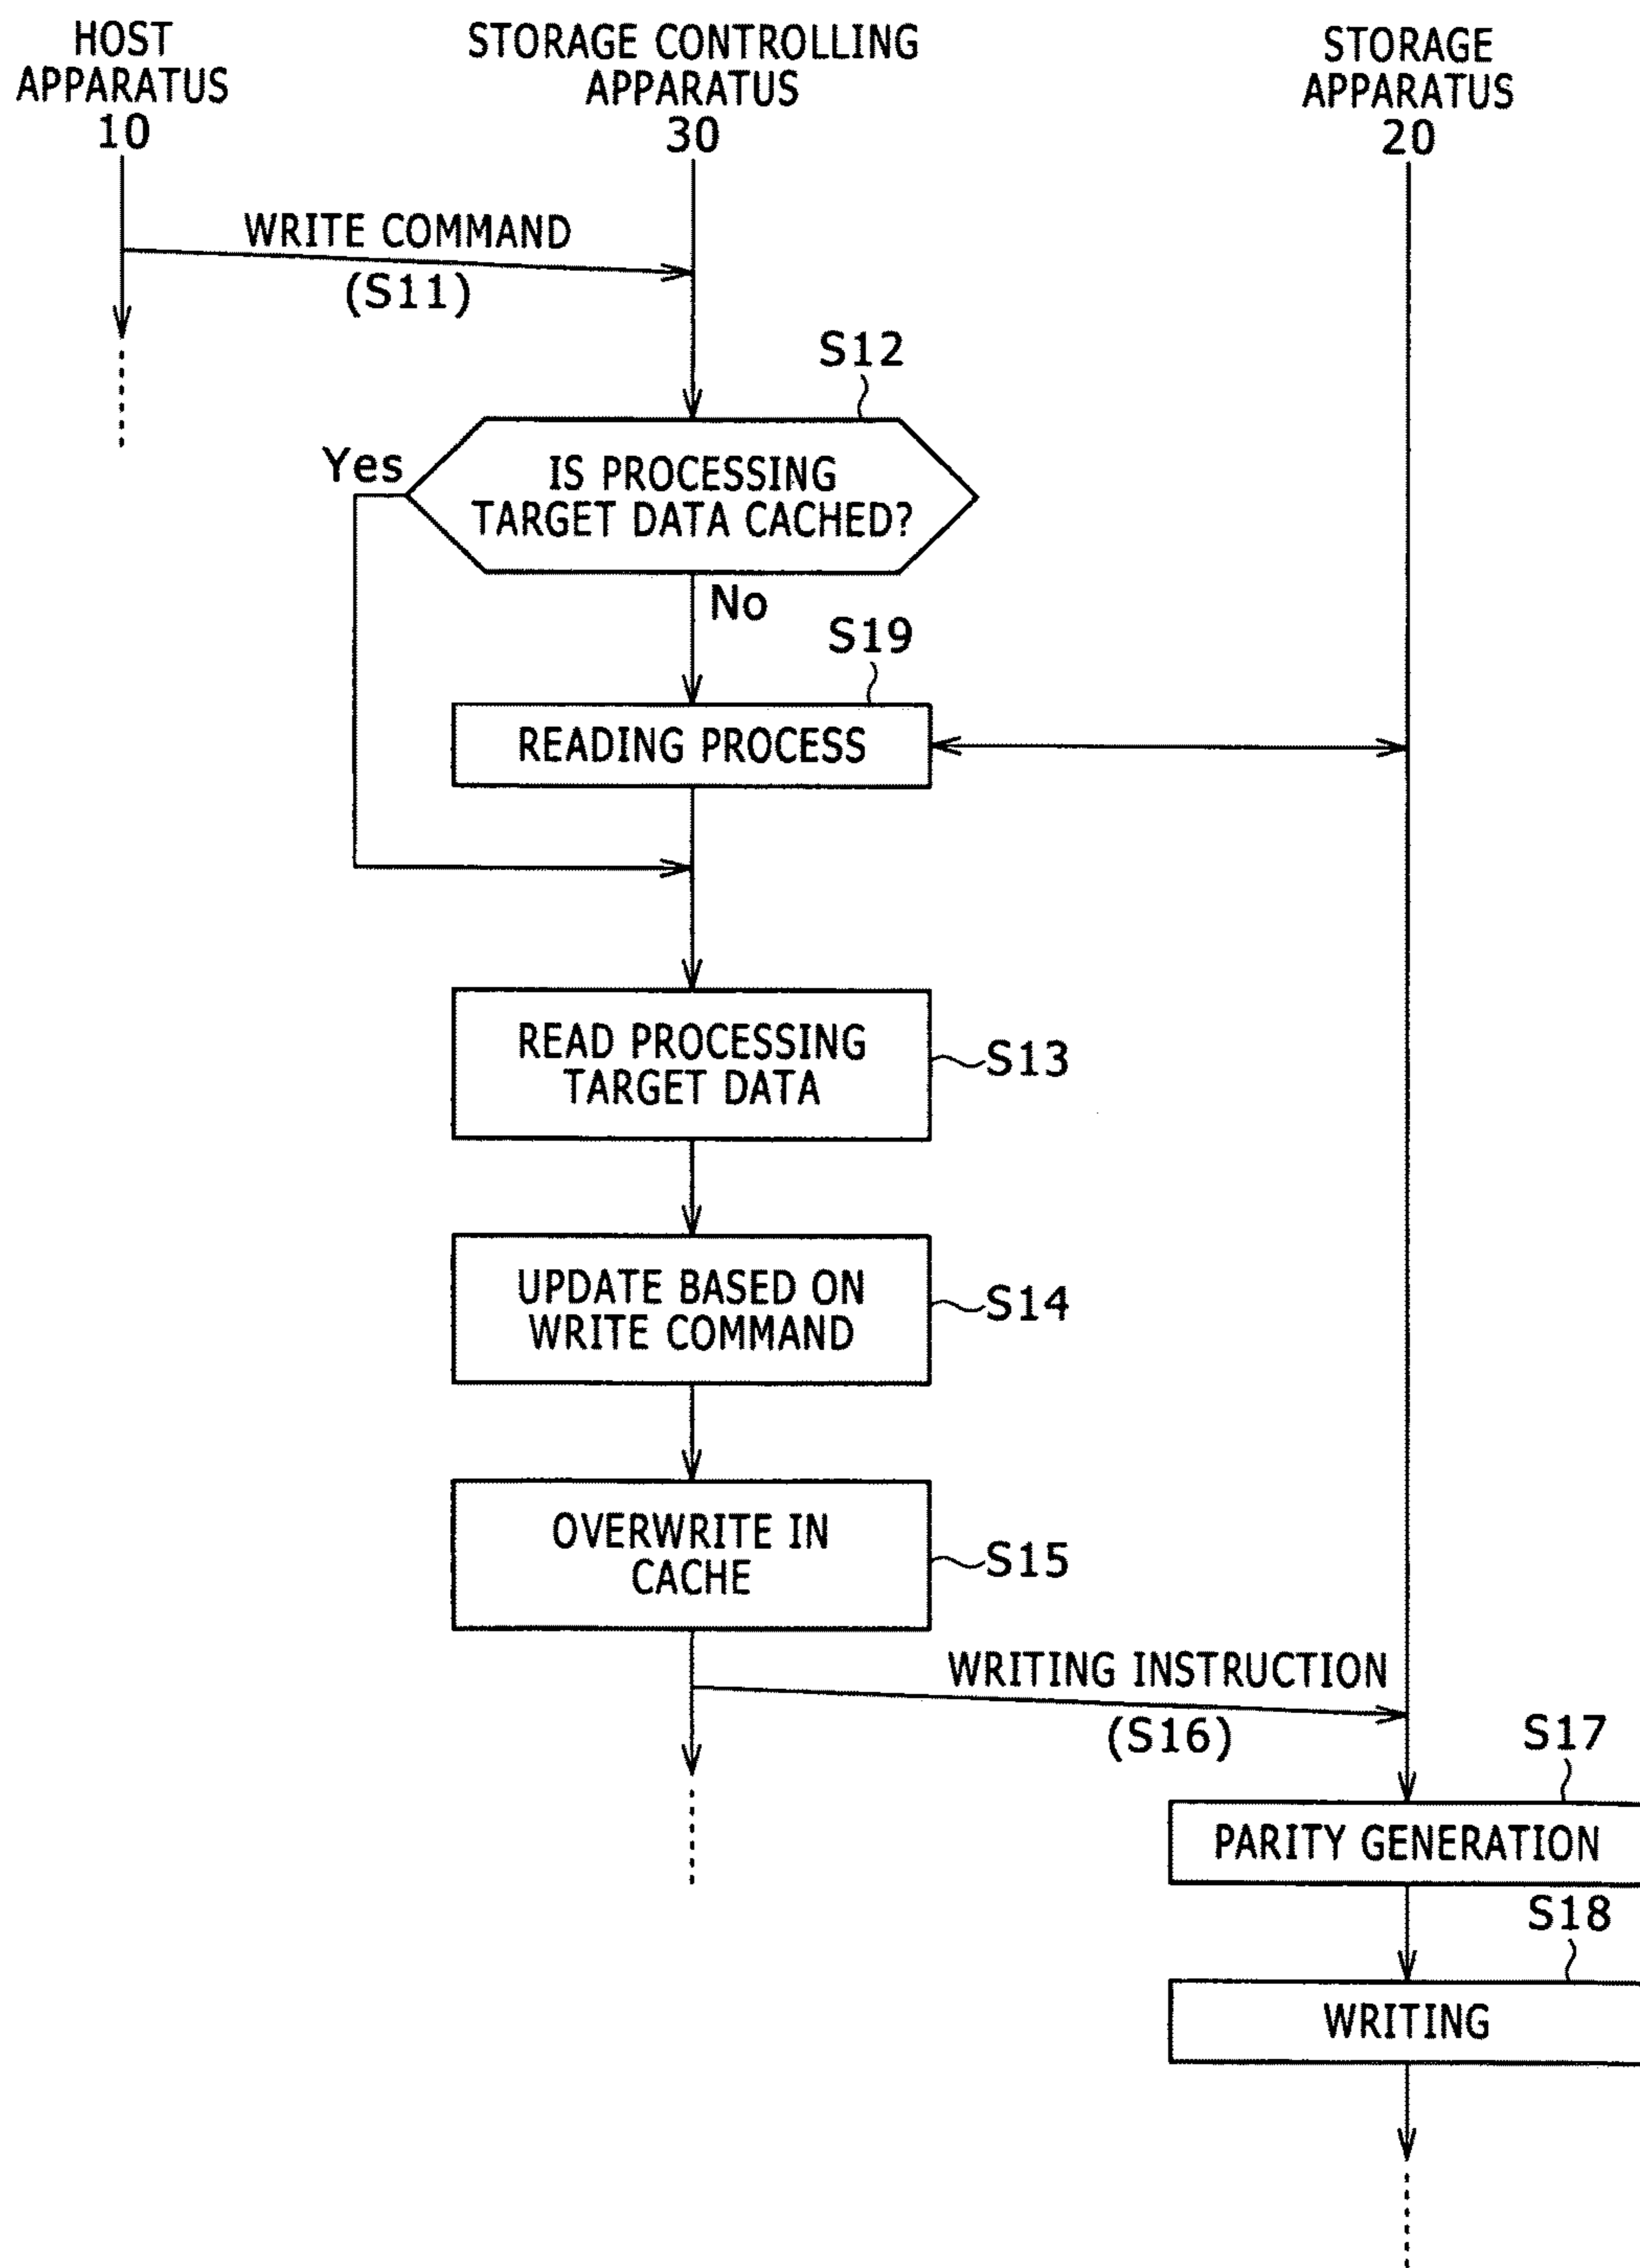 HOST
APPARATUS
10
STORAGE CONTROLLING
APPARATUS
30
STORAGE
APPARATUS
20
WRITE COMMAND
(S11)
S12
Yes
IS PROCESSING
TARGET DATA CACHED?
No
S19
READING PROCESS
READ PROCESSING
TARGET DATA
S13
UPDATE BASED ON
WRITE COMMAND
S14
OVERWRITE IN
CACHE
S15
WRITING INSTRUCTION
(S16)
S17
PARITY GENERATION
S18
WRITING